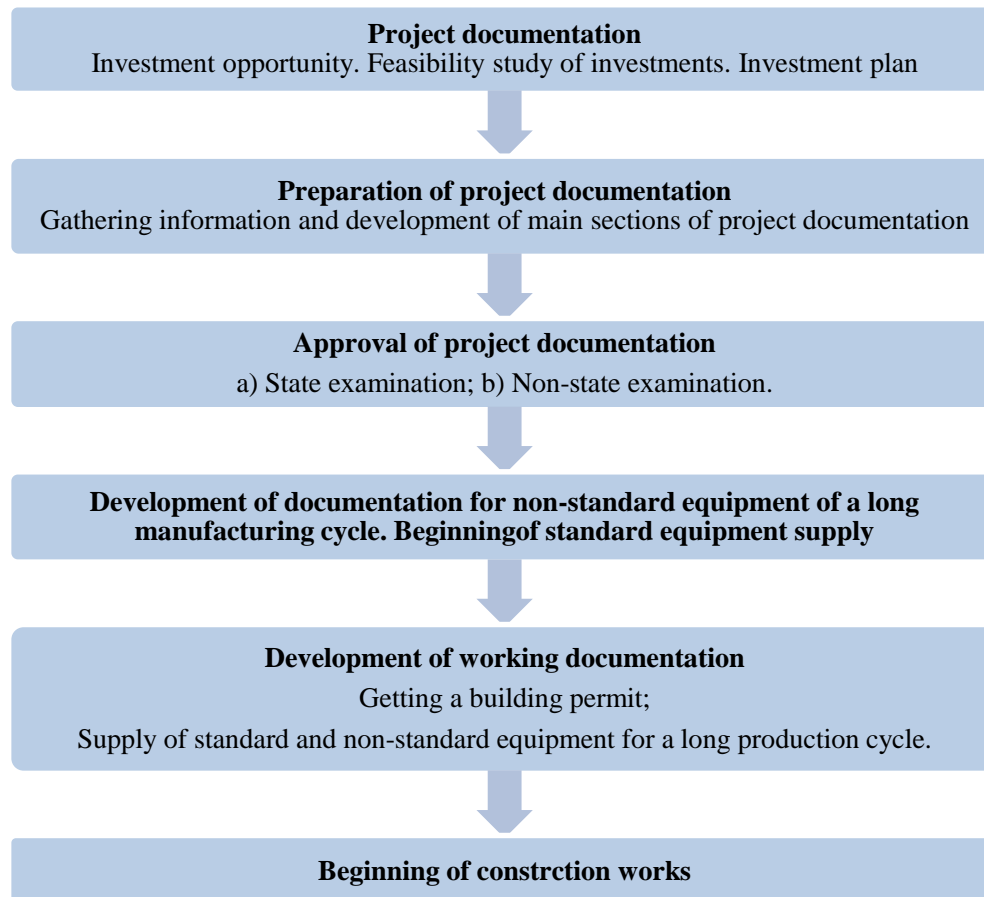 Project documentation
Investment opportunity. Feasibility study of investments. Investment plan
Preparation of project documentation
Gathering information and development of main sections of project documentation
Approval of project documentation
a) State examination; b) Non-state examination.
Development of documentation for non-standard equipment of a long
manufacturing cycle. Beginningof standard equipment supply
Development of working documentation
Getting a building permit;
Supply of standard and non-standard equipment for a long production cycle.
Beginning of constrction works